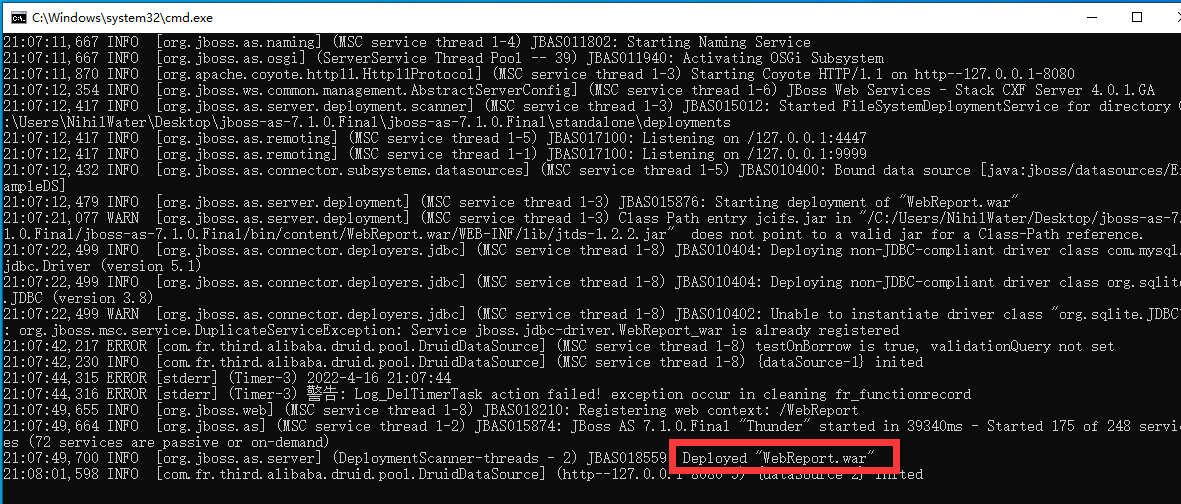 C:\Windows\system32\cmd.exe
21:07:11,667 INFO  [org.jboss.as.naming] (MSC service thread 1-4) JBAS011802: Starting Naming Service
21:07:11,667 INFO  [org.jboss.as.osgi] (ServerService Thread Pool -- 39) JBAS011940: Activating OSGi Subsystem
21:07:11,870 INFO  [org.apache.coyote.http11.Http11Protocol] (MSC service thread 1-3) Starting Coyote HTTP/1.1 on http--127.0.0.1-8080
21:07:12,354 INFO  [org.jboss.ws.common.management.AbstractServerConfig] (MSC service thread 1-6) JBoss Web Services - Stack CXF Server 4.0.1.GA
21:07:12,417 INFO  [org.jboss.as.server.deployment.scanner] (MSC service thread 1-3) JBAS015012: Started FileSystemDeploymentService for directory
:\Users\NihilWater\Desktop\jboss-as-7.1.0.Final\jboss-as-7.1.0.Final\standalone\deployments
21:07:12,417 INFO  [org.jboss.as.remoting] (MSC service thread 1-5) JBAS017100: Listening on /127.0.0.1:4447
21:07:12,417 INFO  [org.jboss.as.remoting] (MSC service thread 1-1) JBAS017100: Listening on /127.0.0.1:9999
21:07:12,432 INFO  [org.jboss.as.connector.subsystems.datasources] (MSC service thread 1-5) JBAS010400: Bound data source [java:jboss/datasources/Ex
ampleDS]
21:07:12,479 INFO  [org.jboss.as.server.deployment] (MSC service thread 1-3) JBAS015876: Starting deployment of "WebReport.war"
21:07:21,077 WARN  [org.jboss.as.server.deployment] (MSC service thread 1-3) Class Path entry jcifs.jar in "/C:/Users/NihilWater/Desktop/jboss-as-7.
1.0.Final/jboss-as-7.1.0.Final/bin/content/WebReport.war/WEB-INF/lib/jtds-1.2.2.jar"  does not point to a valid jar for a Class-Path reference.
21:07:22,499 INFO  [org.jboss.as.connector.deployers.jdbc] (MSC service thread 1-8) JBAS010404: Deploying non-JDBC-compliant driver class com.mysql.
jdbc.Driver (version 5.1)
21:07:22,499 INFO  [org.jboss.as.connector.deployers.jdbc] (MSC service thread 1-8) JBAS010404: Deploying non-JDBC-compliant driver class org.sqlite
.JDBC (version 3.8)
21:07:22,499 WARN  [org.jboss.as.connector.deployers.jdbc] (MSC service thread 1-8) JBAS010402: Unable to instantiate driver class "org.sqlite.JDBC"
: org.jboss.msc.service.DuplicateServiceException: Service jboss.jdbc-driver.WebReport_war is already registered
21:07:42,217 ERROR [com.fr.third.alibaba.druid.pool.DruidDataSource] (MSC service thread 1-8) testOnBorrow is true, validationQuery not set
21:07:42,230 INFO  [com.fr.third.alibaba.druid.pool.DruidDataSource] (MSC service thread 1-8) {dataSource-1} inited
21:07:44,315 ERROR [stderr] (Timer-3) 2022-4-16 21:07:44
21:07:44,316 ERROR [stderr] (Timer-3) 警告: Log_DelTimerTask action failed! exception occur in cleaning fr_functionrecord
21:07:49,655 INFO  [org.jboss.web] (MSC service thread 1-8) JBAS018210: Registering web context: /WebReport
21:07:49,664 INFO  [org.jboss.as] (MSC service thread 1-2) JBAS015874: JBoss AS 7.1.0.Final "Thunder" started in 39340ms - Started 175 of 248 servic
es (72 services are passive or on-demand)
21:07:49,700 INFO  [org.jboss.as.server] (DeploymentScanner-threads - 2) JBAS018559 Deployed "WebReport.war"
21:08:01,598 INFO  [com.fr.third.alibaba.druid.pool.DruidDataSource] (http--127.0.0.1-8080-3) {dataSource-2} inited